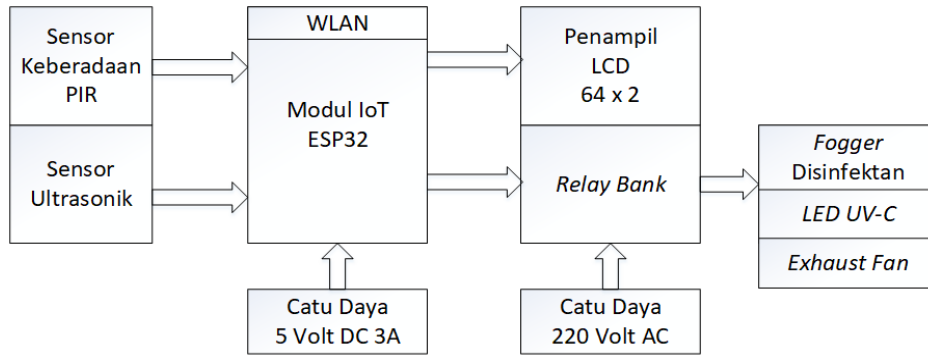 Sensor
Keberadaan
PIR
Sensor
Ultrasonik
WLAN
Modul IoT
ESP32
Catu Daya
5 Volt DC 3A
Penampil
LCD
64 x 2
Relay Bank
Catu Daya
220 Volt AC
Fogger
Disinfektan
LED UV-C
Exhaust Fan